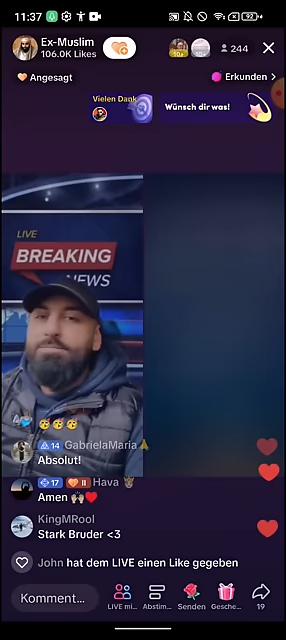 11:37
92
Ex-Muslim
106.0K Likes
244
Angesagt
Erkunden >
Vielen Dank
Wünsch dir was!
LIVE
BREAKING
NEWS
14 GabrielaMaria
Absolut!
17 II Hava
Amen
KingMRool
Stark Bruder <3
John hat dem LIVE einen Like gegeben
Komment...
LIVE mi...
Abstim...
Senden
Gesche...
19